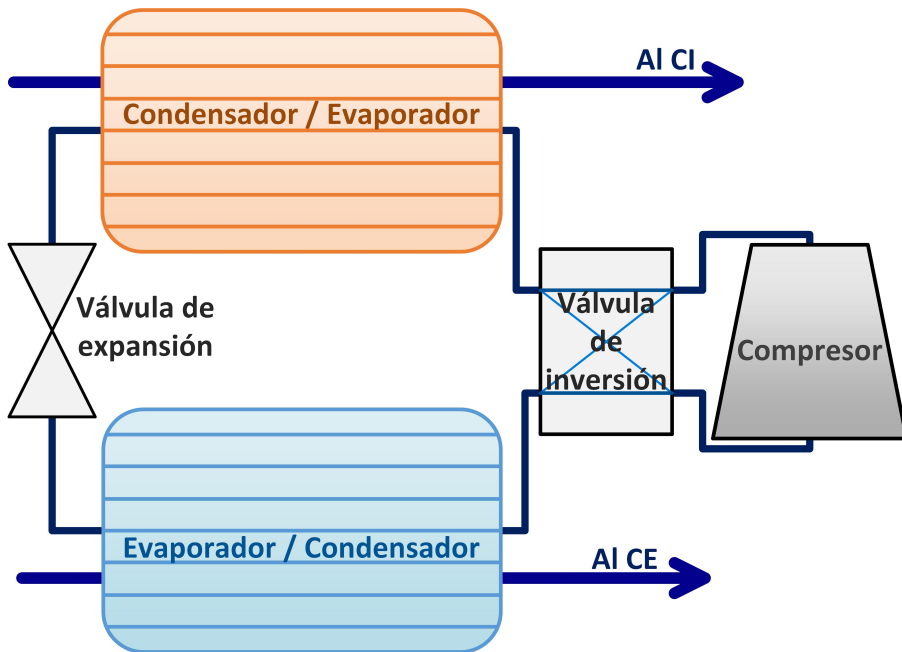 Al CI
Condensador / Evaporador
Válvula de
expansión
Válvula
de
inversión
Compresor
Evaporador / Condensador
Al CE